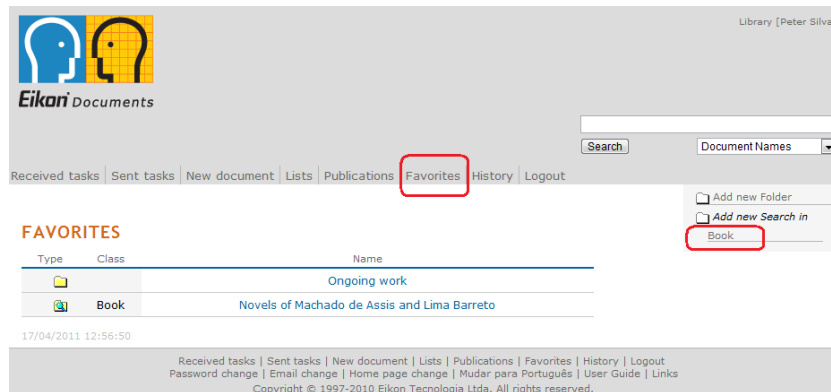 Library [Peter Silva
Eikon Documents
Search Document Names
Received tasks Sent tasks New document Lists Publications Favorites History Logout
Add new Folder
Add new Search in
Book
FAVORITES
Type Class Name
Ongoing work
Book Novels of Machado de Assis and Lima Barreto
17/04/2011 12:56:50
Received tasks | Sent tasks | New document | Lists | Publications | Favorites | History | Logout
Password change | Email change | Home page change | Mudar para Português | User Guide | Links
Copyright © 1997-2010 Eikon Tecnologia Ltda. All rights reserved.